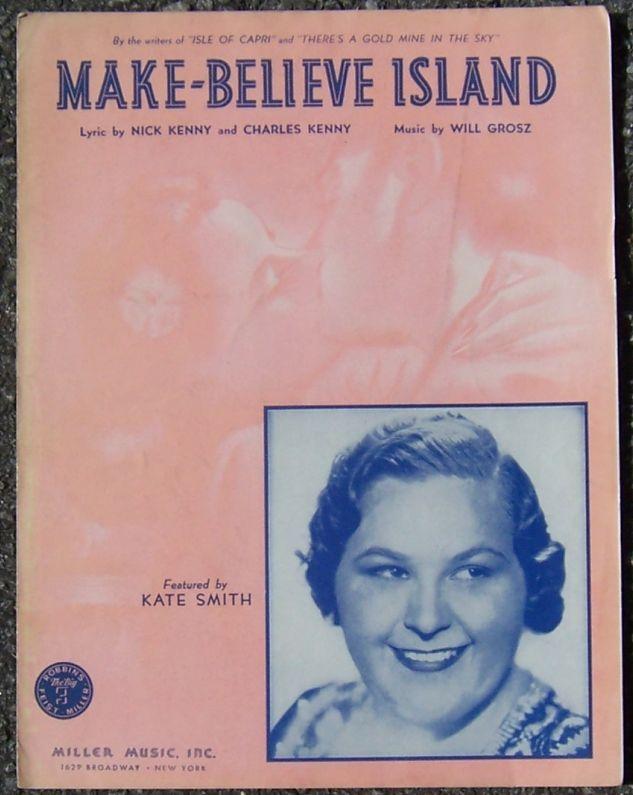 By the writers of "ISLE OF CAPRI" and "THERE'S A GOLD MINE IN THE SKY"
MAKE-BELIEVE ISLAND
Lyric by NICK KENNY and CHARLES KENNY Music by WILL GROSZ
Featured by
KATE SMITH
ROBBINS
The Big
3
FEIST - MILLER
MILLER MUSIC, INC.
1629 BROADWAY • NEW YORK